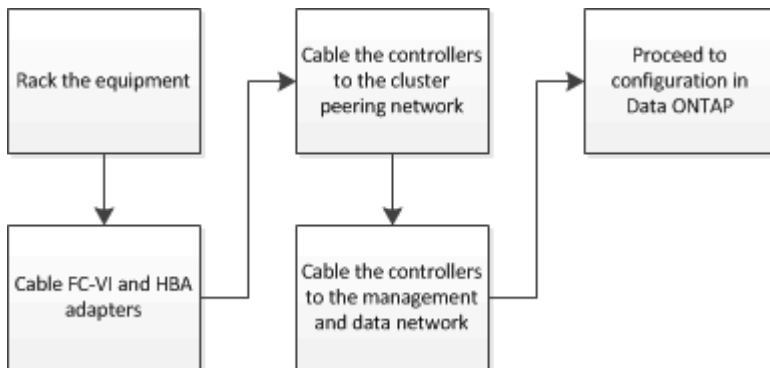 Rack the equipment
Cable FC-VI and HBA
adapters
Cable the controllers
to the cluster
peering network
Cable the controllers
to the management
and data network
Proceed to
configuration in
Data ONTAP